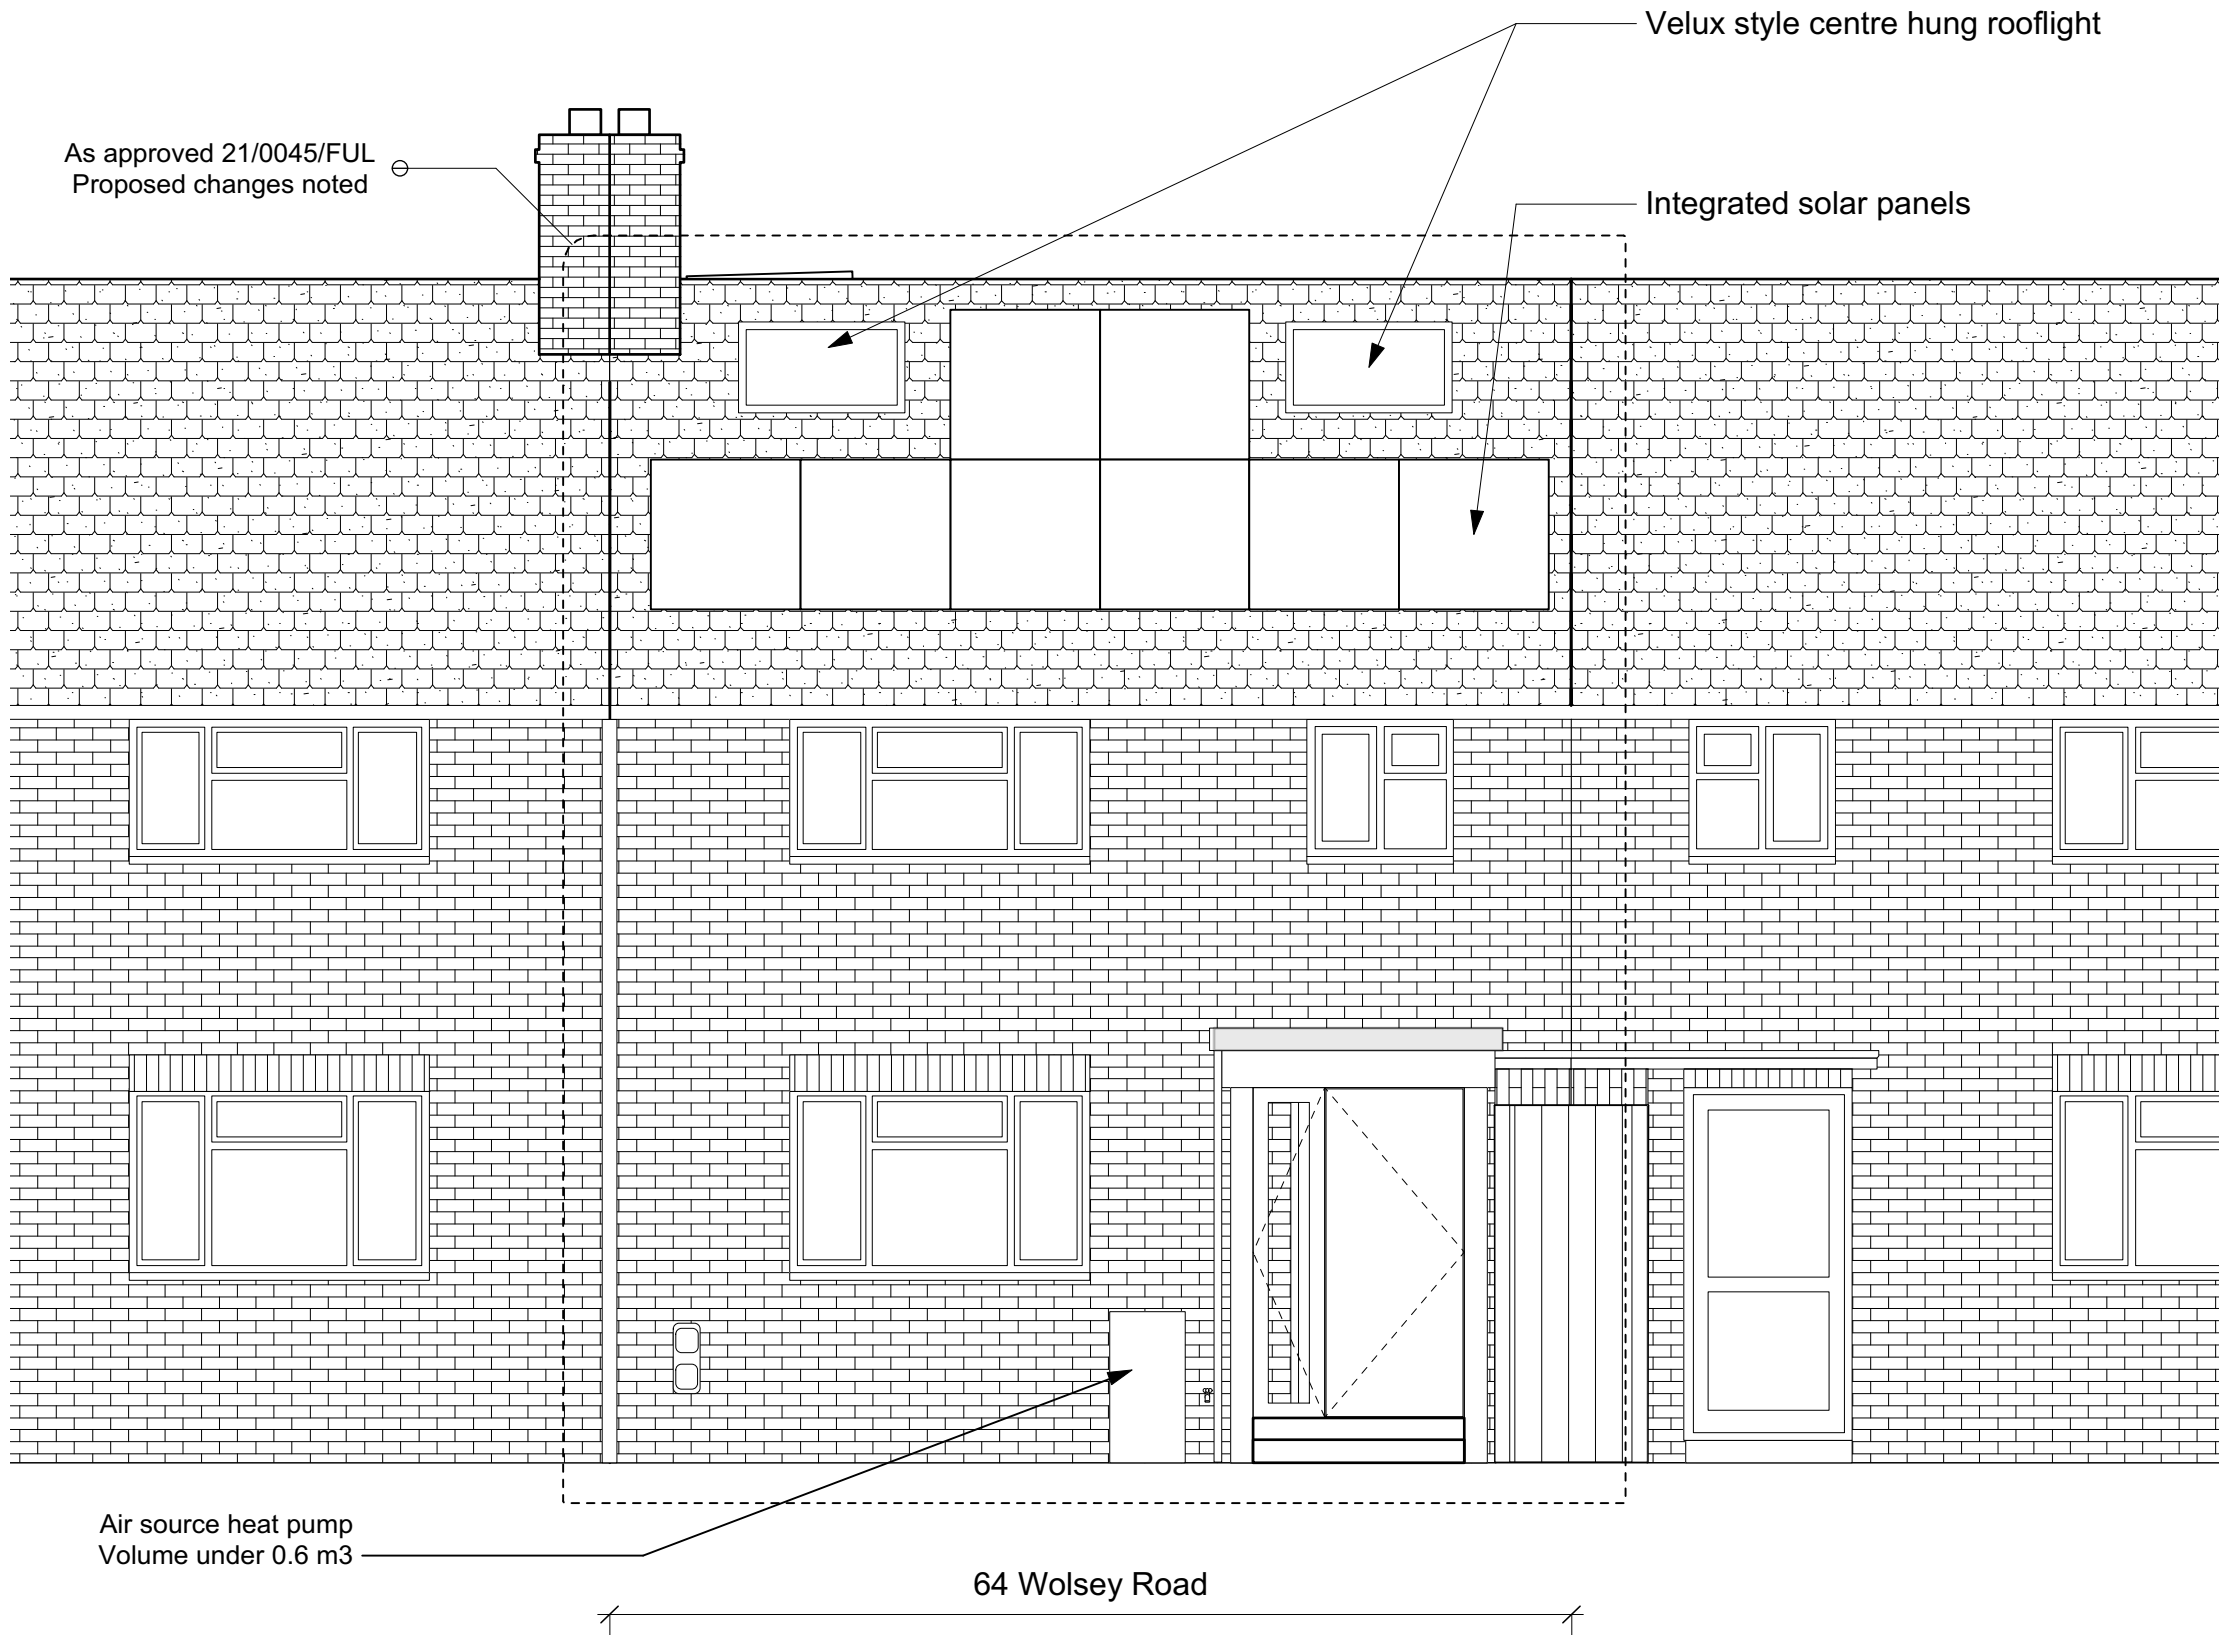 Velux style centre hung rooflight
As approved 21/0045/FUL
Proposed changes noted
Integrated solar panels
Air source heat pump
Volume under 0.6 m3
64 Wolsey Road